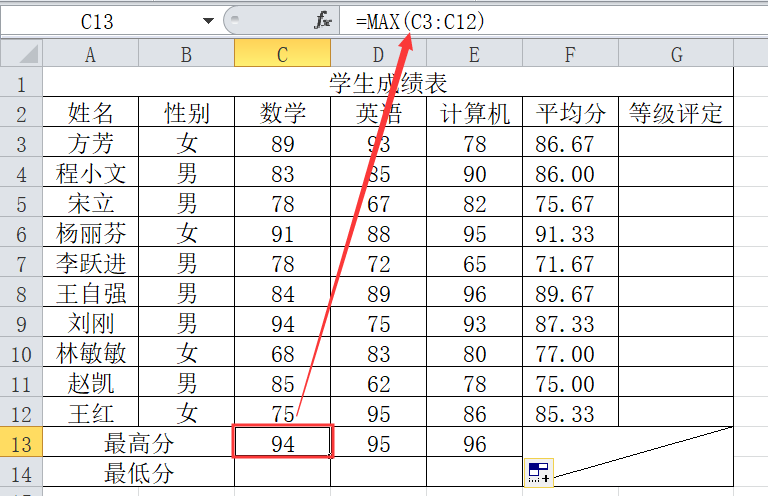 C13 fx =MAX(C3:C12)
A B C D E F G
1 学生成绩表
2 姓名 性别 数学 英语 计算机 平均分 等级评定
3 方芳 女 89 93 78 86.67
4 程小文 男 83 85 90 86.00
5 宋立 男 78 67 82 75.67
6 杨丽芬 女 91 88 95 91.33
7 李跃进 男 78 72 65 71.67
8 王自强 男 84 89 96 89.67
9 刘刚 男 94 75 93 87.33
10 林敏敏 女 68 83 80 77.00
11 赵凯 男 85 62 78 75.00
12 王红 女 75 95 86 85.33
13 最高分 94 95 96
14 最低分